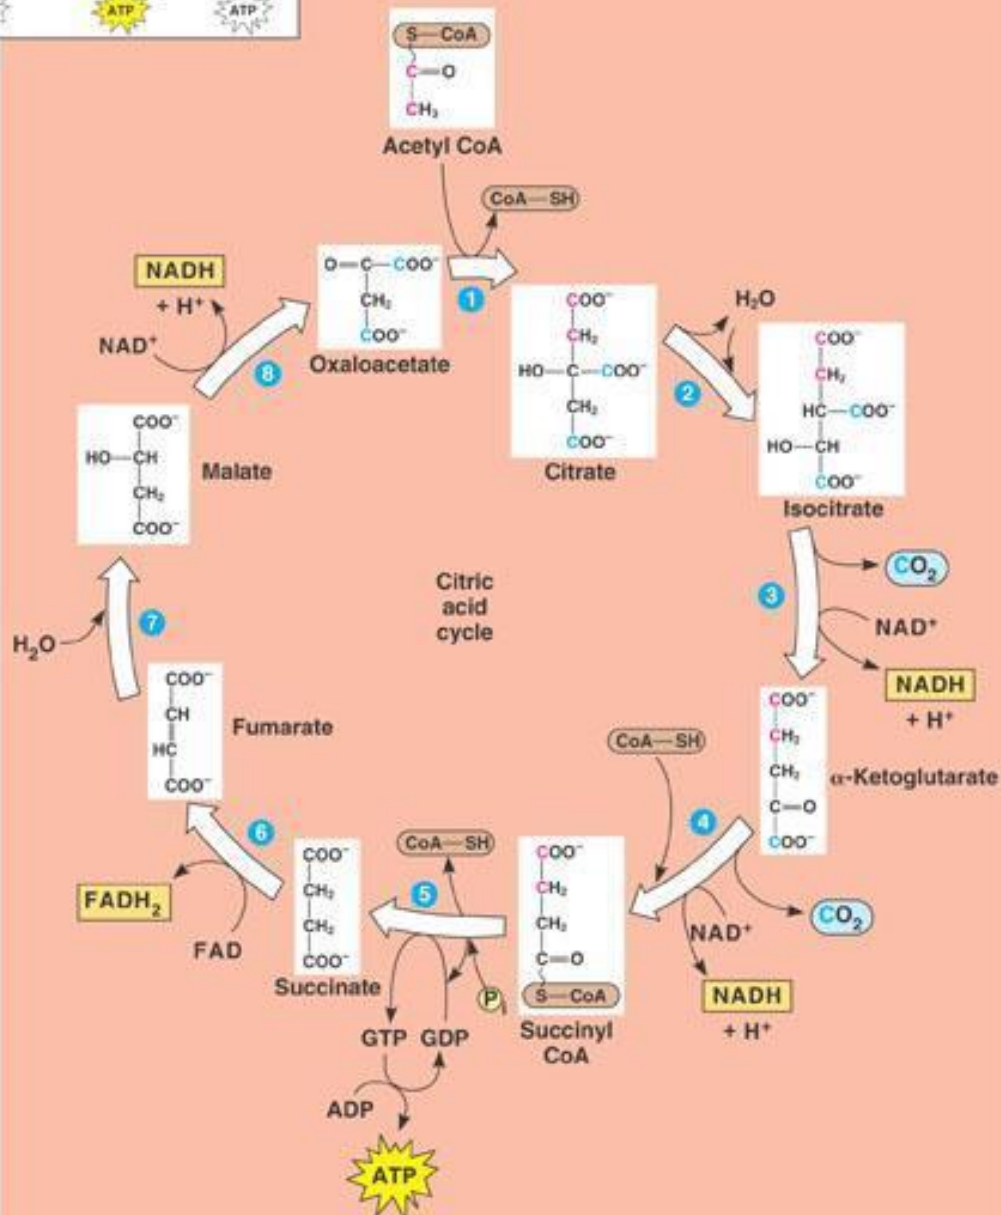 ATP
ATP
S—CoA
C=O
CH₃
Acetyl CoA
CoA—SH
NADH
+ H⁺
NAD⁺
8
O=C—COO⁻
CH₂
COO⁻
Oxaloacetate
1
COO⁻
CH₂
HO—C—COO⁻
CH₂
COO⁻
Citrate
H₂O
2
COO⁻
CH₂
HC—COO⁻
HO—CH
COO⁻
Isocitrate
COO⁻
HO—CH
CH₂
COO⁻
Malate
Citric
acid
cycle
3
CO₂
NAD⁺
NADH
+ H⁺
H₂O
7
COO⁻
CH
HC
COO⁻
Fumarate
CoA—SH
COO⁻
CH₂
CH₂
C=O
COO⁻
α-Ketoglutarate
4
CO₂
NAD⁺
NADH
+ H⁺
6
FADH₂
FAD
COO⁻
CH₂
CH₂
COO⁻
Succinate
CoA—SH
5
COO⁻
CH₂
CH₂
C=O
S—CoA
Succinyl
CoA
P
GTP GDP
ADP
ATP